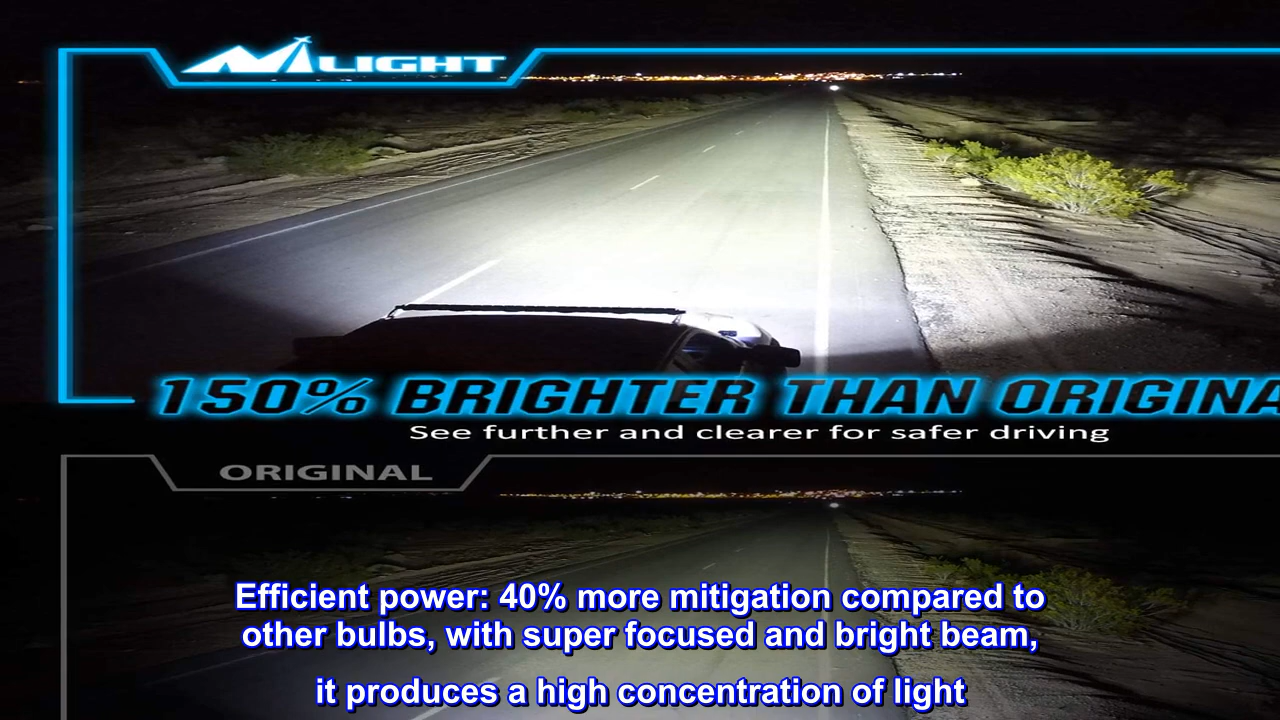 LIGHT
150% BRIGHTER THAN ORIGINA
See further and clearer for safer driving
ORIGINAL
Efficient power: 40% more mitigation compared to
other bulbs, with super focused and bright beam,
it produces a high concentration of light